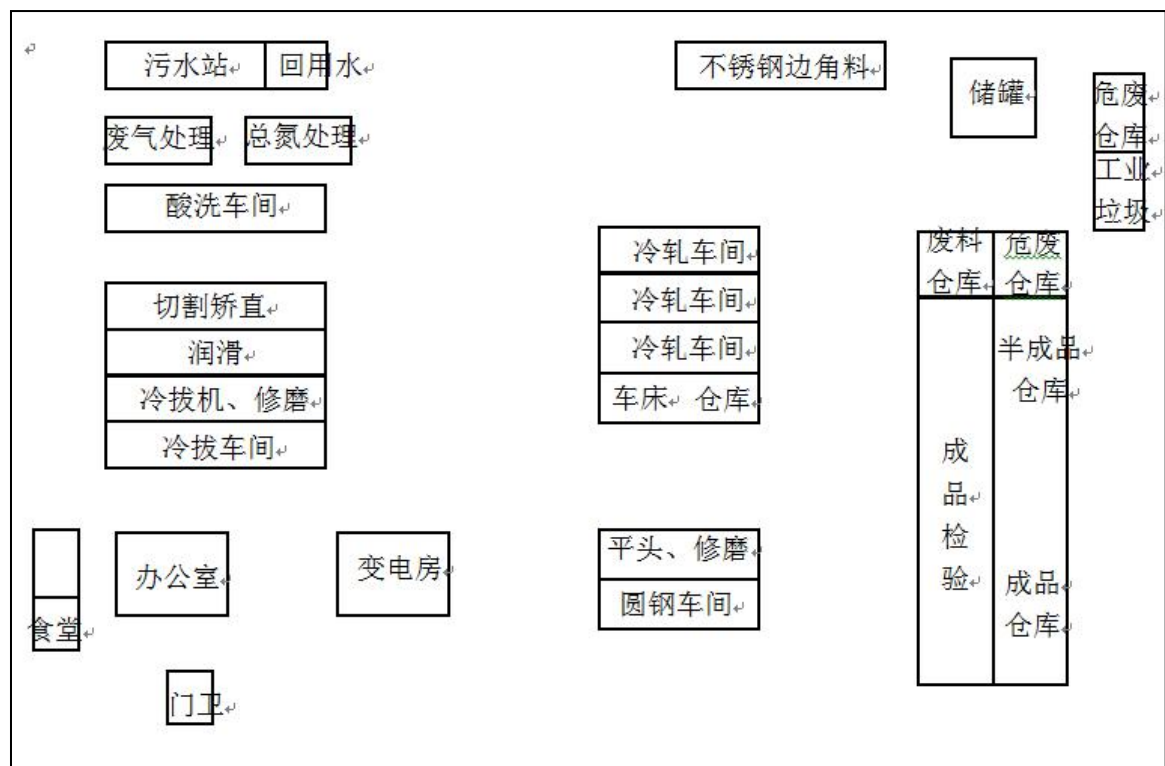 污水站 回用水
不锈钢边角料
储罐
危废
仓库
工业
垃圾
废气处理 总氮处理
酸洗车间
切割矫直
润滑
冷拔机、修磨
冷拔车间
冷轧车间
冷轧车间
冷轧车间
车床 仓库
废料
仓库
危废
仓库
半成品
仓库
成
品
检
验
成品
仓库
食堂
办公室
变电房
平头、修磨
圆钢车间
门卫